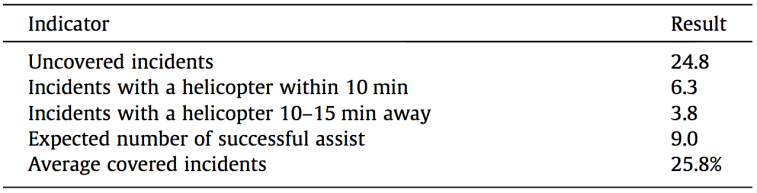 Indicator Result
Uncovered incidents 24.8
Incidents with a helicopter within 10 min 6.3
Incidents with a helicopter 10–15 min away 3.8
Expected number of successful assist 9.0
Average covered incidents 25.8%